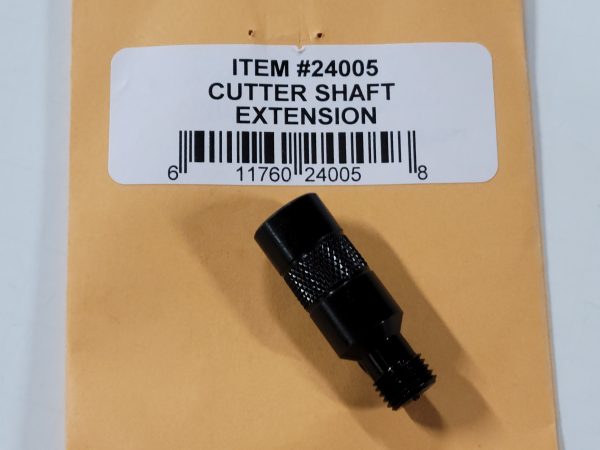 ITEM #24005
CUTTER SHAFT
EXTENSION
6 11760 24005 8